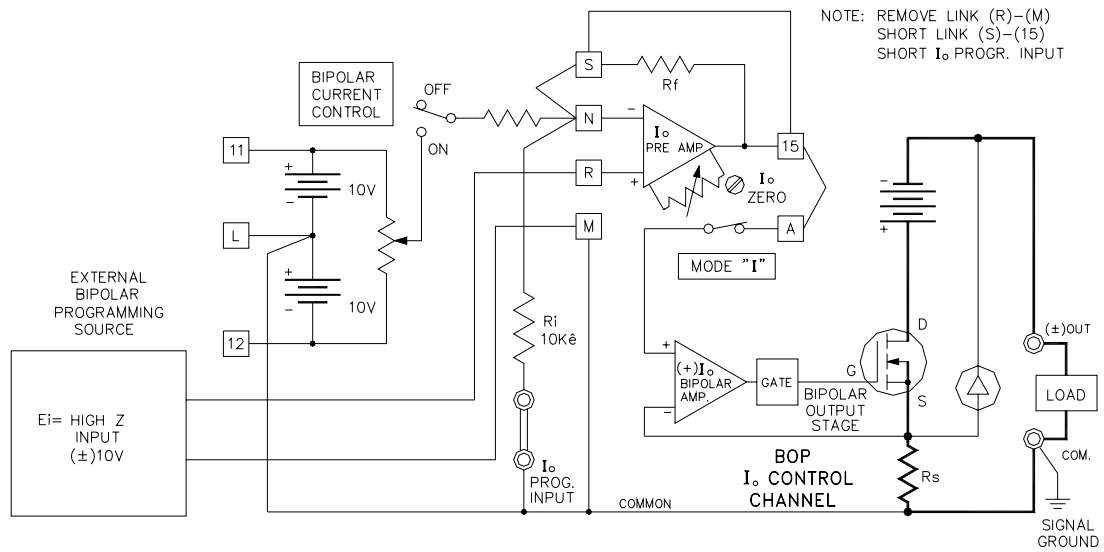 NOTE: REMOVE LINK (R)-(M)
SHORT LINK (S)-(15)
SHORT Io PROGR. INPUT
BIPOLAR
CURRENT
CONTROL
OFF
ON
S
Rf
N
-
Io
PRE AMP
+
15
R
Io
ZERO
M
A
MODE "I"
11
+
-
10V
L
+
-
10V
12
EXTERNAL
BIPOLAR
PROGRAMMING
SOURCE
Ei= HIGH Z
INPUT
(±)10V
Ri
10Kê
Io
PROG.
INPUT
+
(+)Io
BIPOLAR
AMP.
-
GATE
G
D
S
BIPOLAR
OUTPUT
STAGE
-
+
(±)OUT
LOAD
COM.
BOP
Io CONTROL
CHANNEL
Rs
COMMON
SIGNAL
GROUND